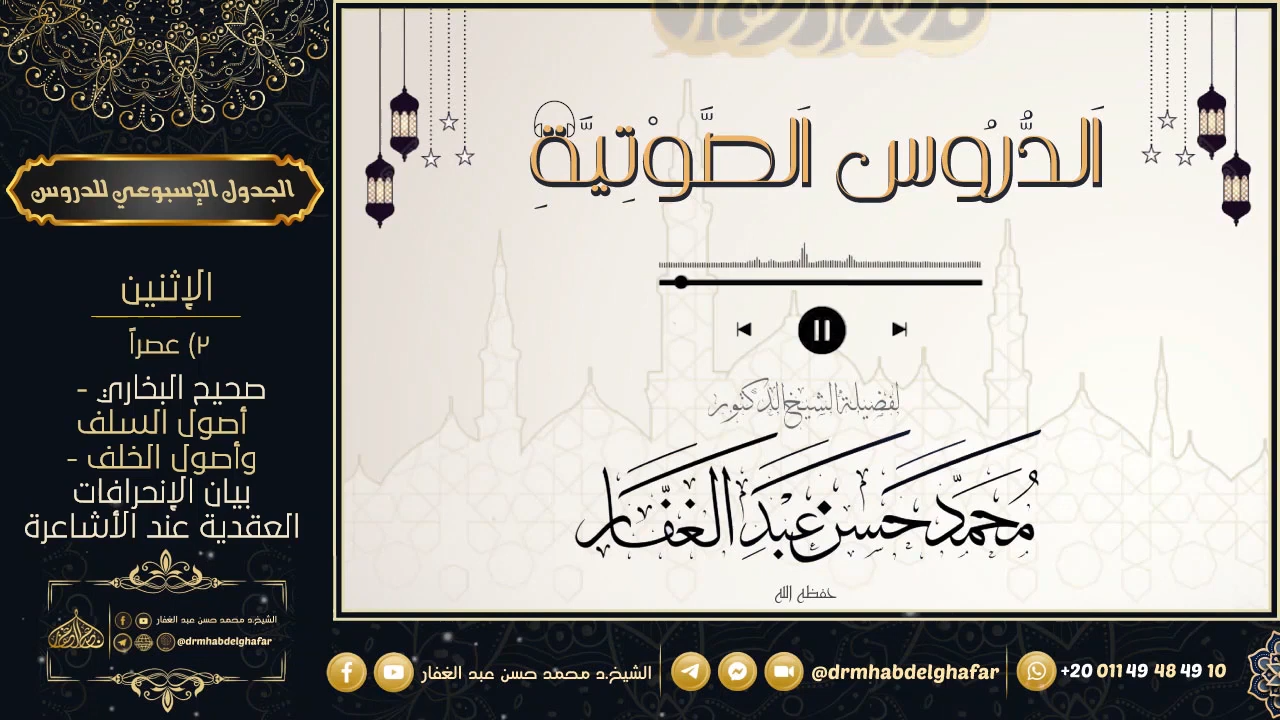 الدُّرُوس الصَّوْتِيَّةِ
لفضيلة الشيخ الدكتور
مُحَمَّد حَسَن عَبْدِ الغَفَّار
حفظه الله
الجدول الإسبوعي للدروس
الإثنين
٢) عصراً
صحيح البخاري -
أصول السلف
وأصول الخلف -
بيان الإنحرافات
العقدية عند الأشاعرة
الشيخ.د محمد حسن عبد الغفار
@drmhabdelghafar
الشيخ.د محمد حسن عبد الغفار
@drmhabdelghafar
+20 011 49 48 49 10